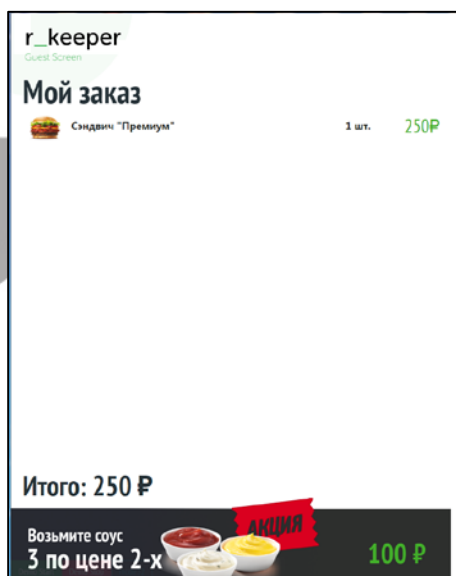 r_keeper
Guest Screen
Мой заказ
Сэндвич "Премиум" 1 шт. 250₽
Итого: 250 ₽
АКЦИЯ
Возьмите соус
3 по цене 2-х 100 ₽